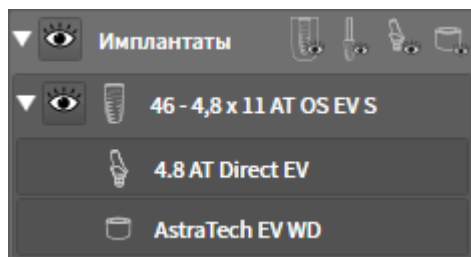 Имплантаты
46 - 4,8 x 11 AT OS EV S
4.8 AT Direct EV
AstraTech EV WD